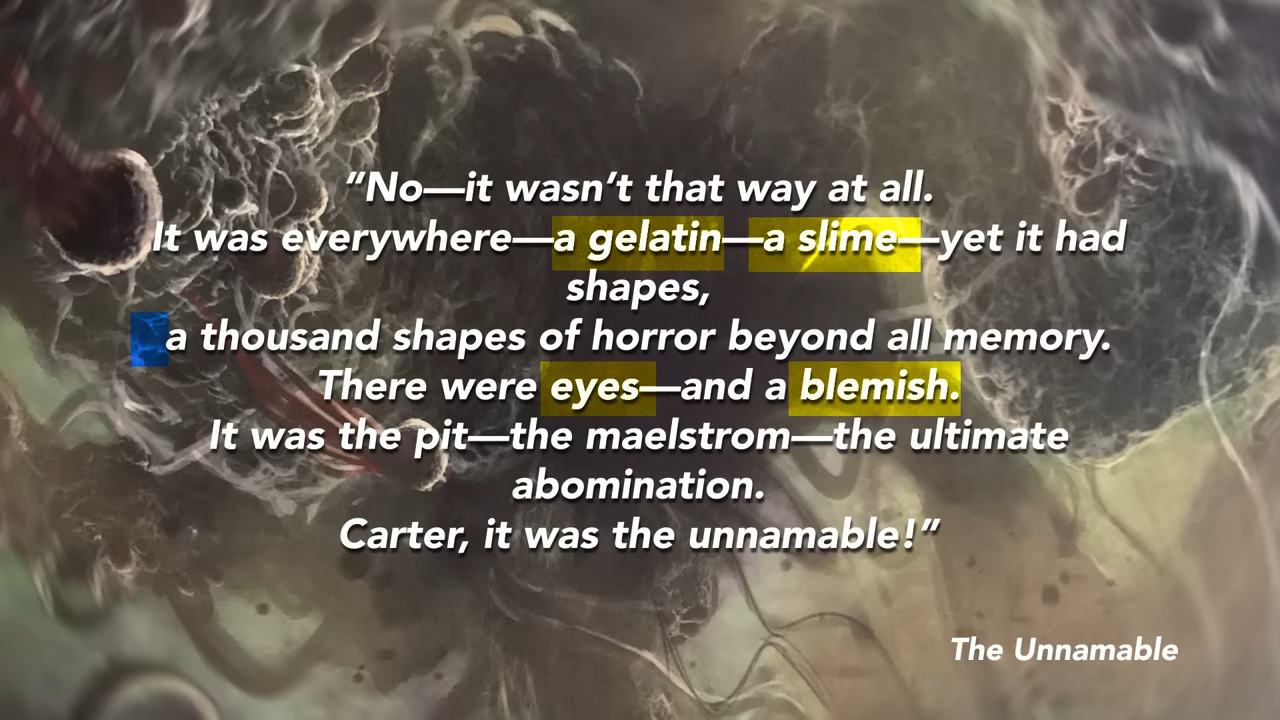 “No—it wasn’t that way at all.
It was everywhere—a gelatin—a slime—yet it had
shapes,
a thousand shapes of horror beyond all memory.
There were eyes—and a blemish.
It was the pit—the maelstrom—the ultimate
abomination.
Carter, it was the unnamable!”
The Unnamable